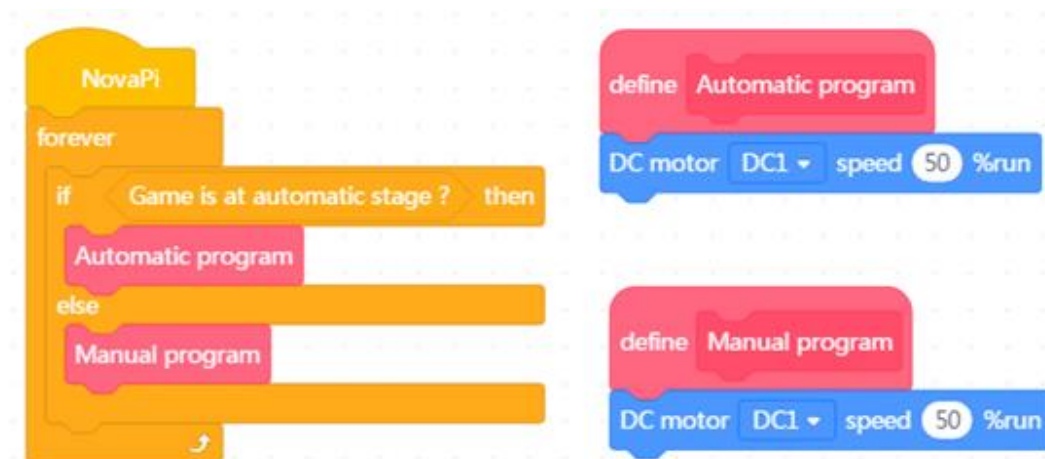 NovaPi
forever
if Game is at automatic stage ? then
Automatic program
else
Manual program
define Automatic program
DC motor DC1 speed 50 %run
define Manual program
DC motor DC1 speed 50 %run